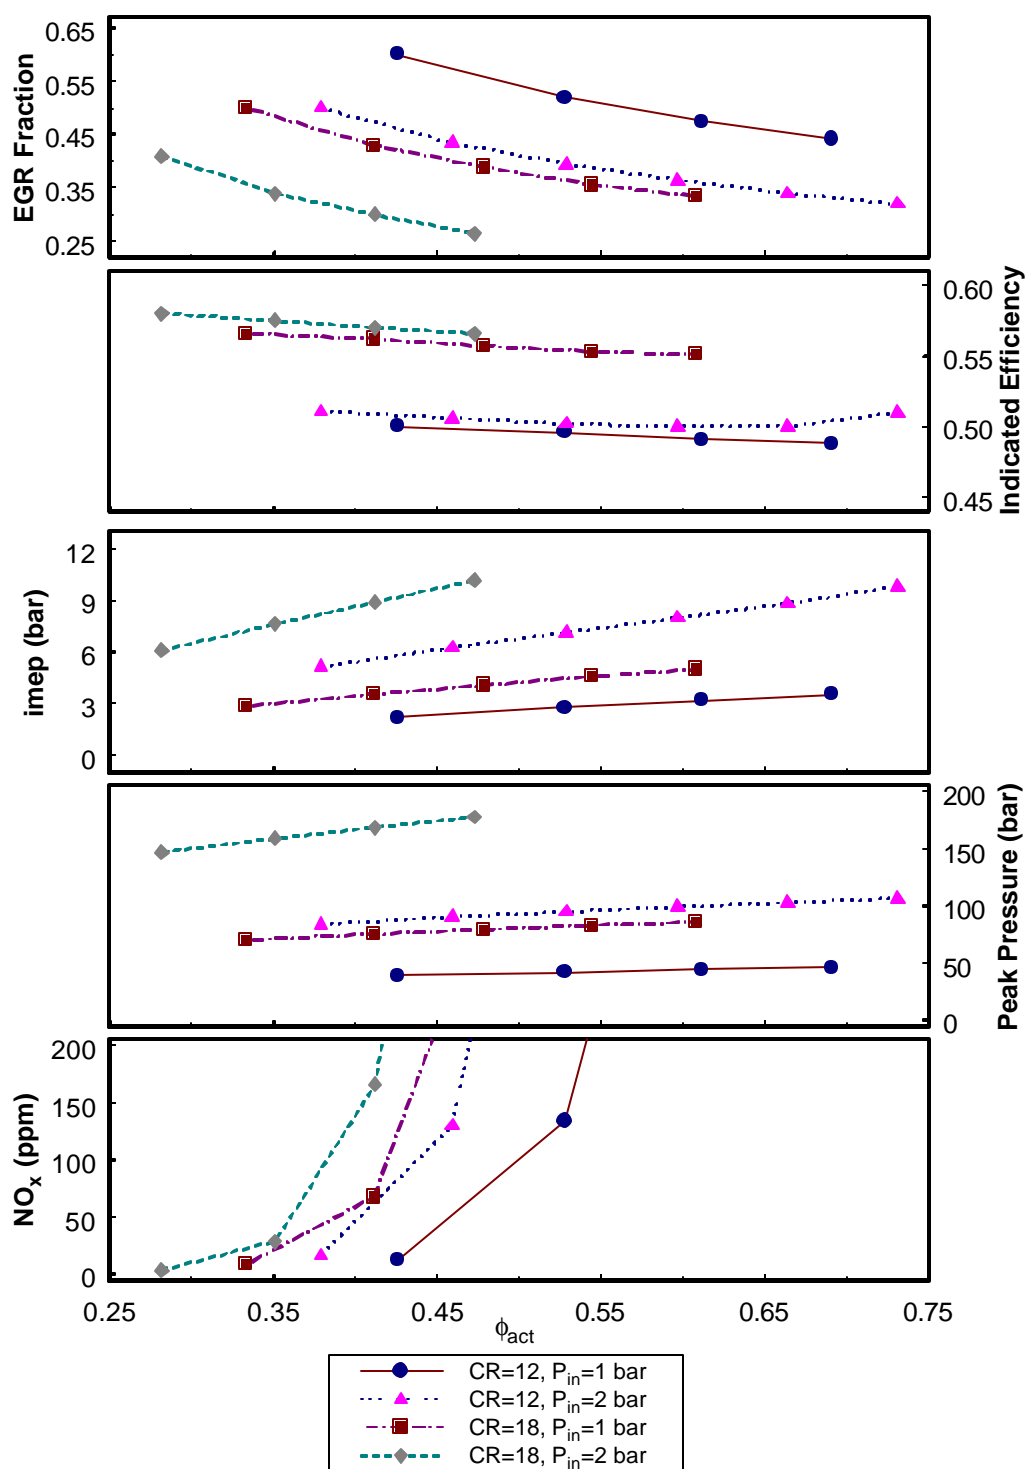 EGR Fraction
0.65
0.55
0.45
0.35
0.25
Indicated Efficiency
0.60
0.55
0.50
0.45
imep (bar)
12
9
6
3
0
Peak Pressure (bar)
200
150
100
50
0
NOx (ppm)
200
150
100
50
0
0.25 0.35 0.45 0.55 0.65 0.75
ϕact
CR=12, Pin=1 bar
CR=12, Pin=2 bar
CR=18, Pin=1 bar
CR=18, Pin=2 bar